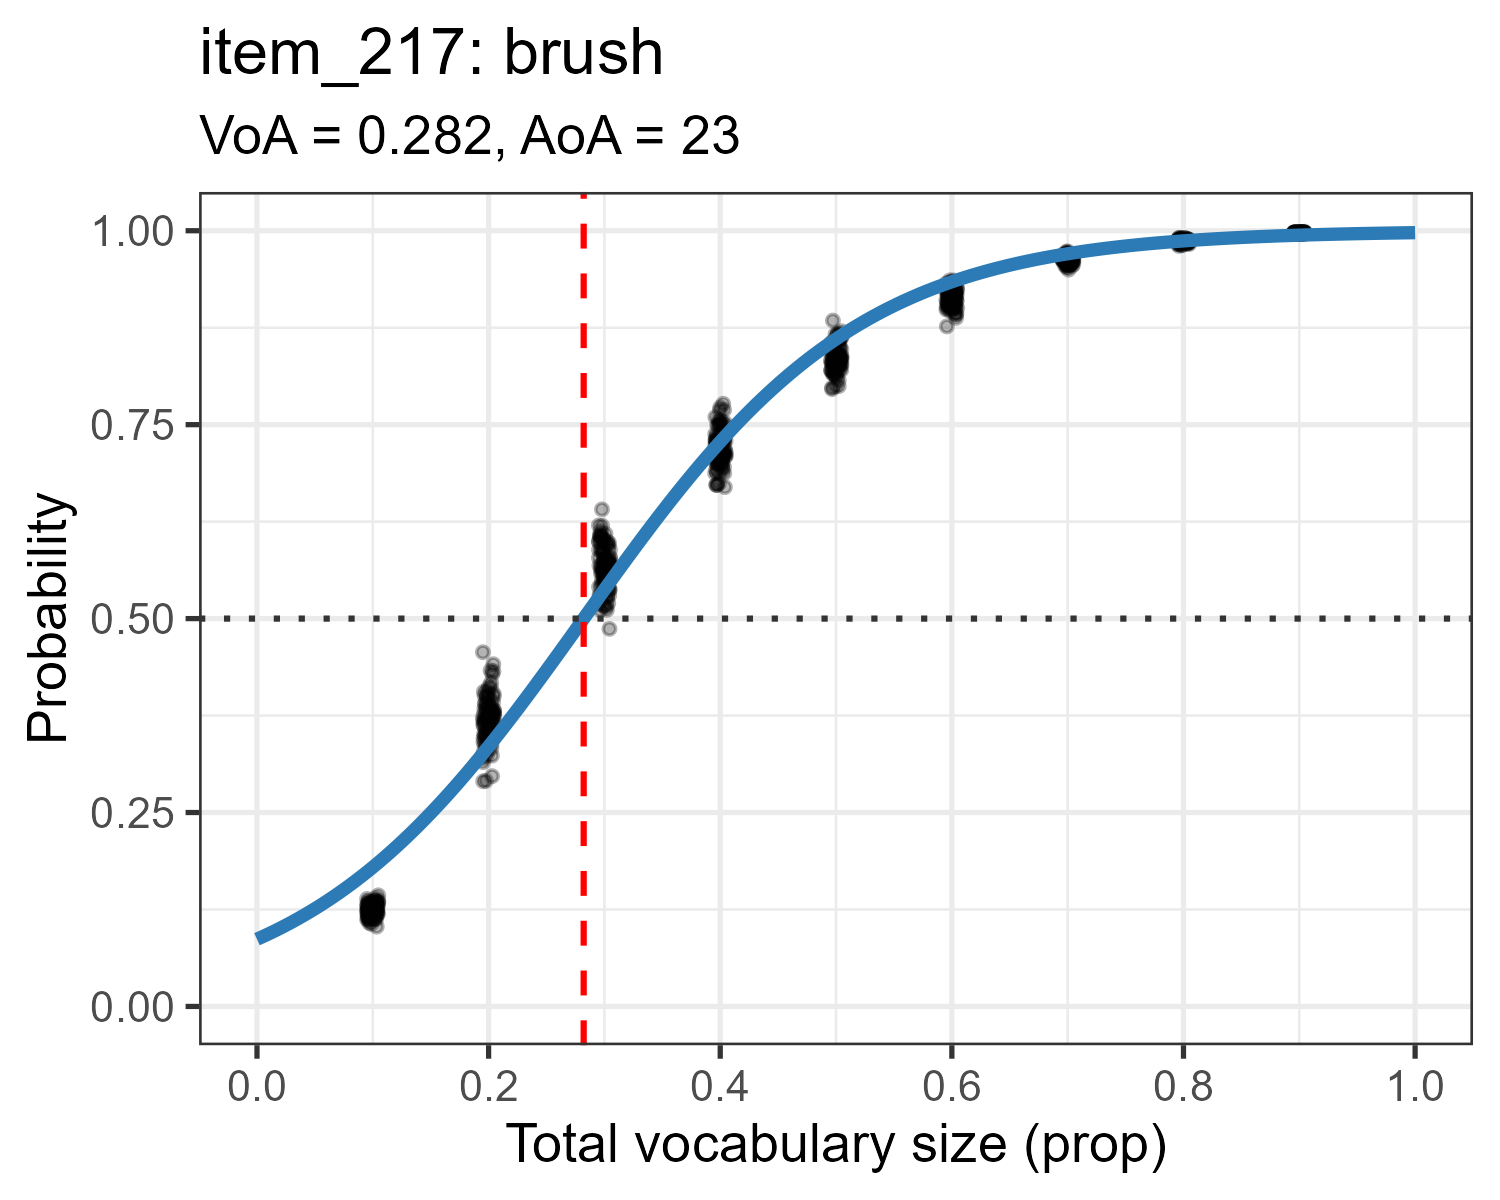 item_217: brush
VoA = 0.282, AoA = 23
1.00
0.75
0.50
0.25
0.00
Probability
0.0 0.2 0.4 0.6 0.8 1.0
Total vocabulary size (prop)